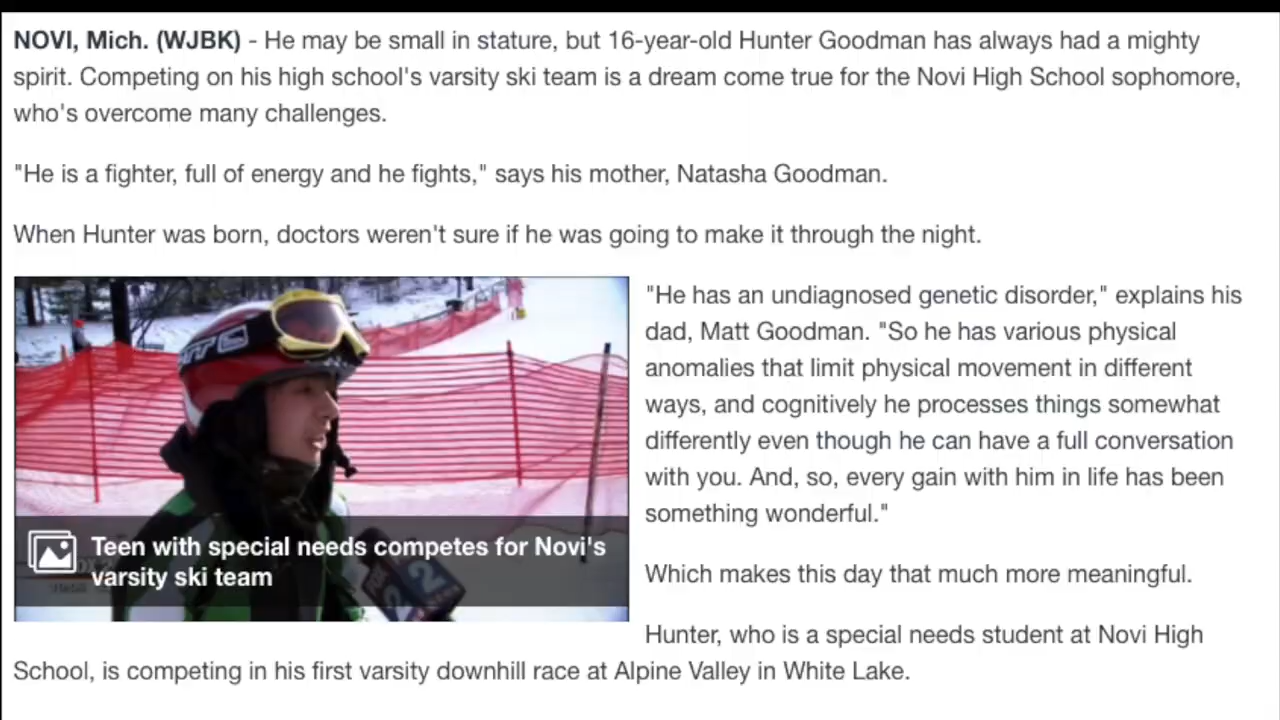 NOVI, Mich. (WJBK) - He may be small in stature, but 16-year-old Hunter Goodman has always had a mighty
spirit. Competing on his high school's varsity ski team is a dream come true for the Novi High School sophomore,
who's overcome many challenges.
"He is a fighter, full of energy and he fights," says his mother, Natasha Goodman.
When Hunter was born, doctors weren't sure if he was going to make it through the night.
Teen with special needs competes for Novi's
varsity ski team
2
"He has an undiagnosed genetic disorder," explains his
dad, Matt Goodman. "So he has various physical
anomalies that limit physical movement in different
ways, and cognitively he processes things somewhat
differently even though he can have a full conversation
with you. And, so, every gain with him in life has been
something wonderful."
Which makes this day that much more meaningful.
Hunter, who is a special needs student at Novi High
School, is competing in his first varsity downhill race at Alpine Valley in White Lake.